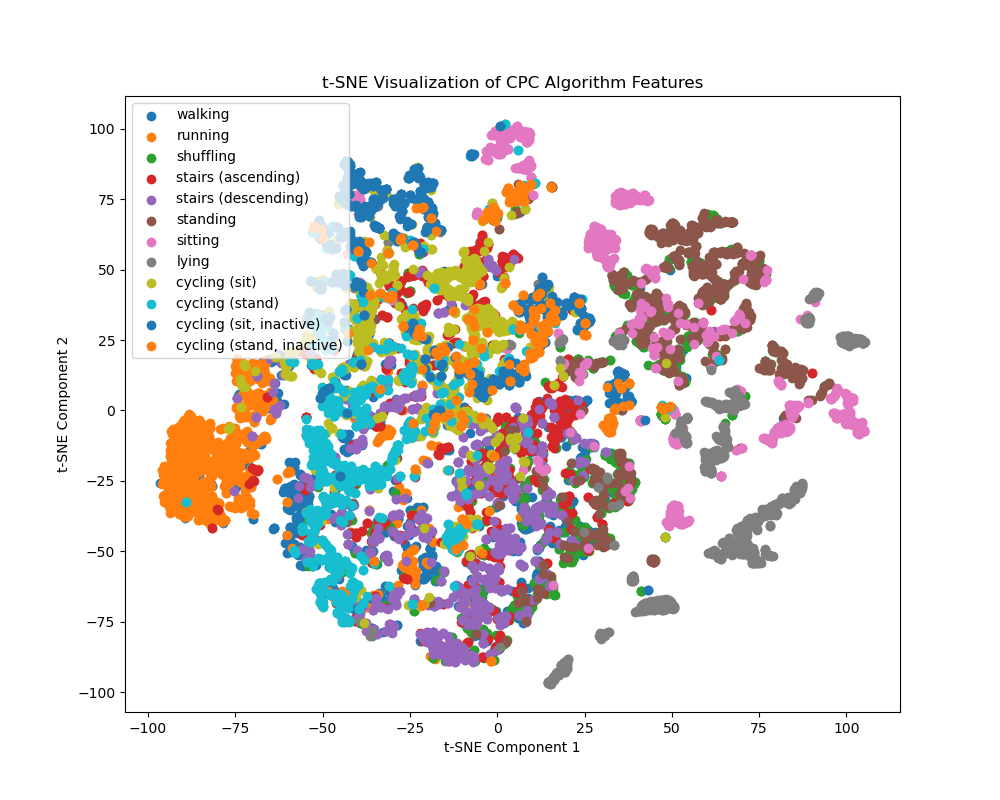 t-SNE Visualization of CPC Algorithm Features
walking
running
shuffling
stairs (ascending)
stairs (descending)
standing
sitting
lying
cycling (sit)
cycling (stand)
cycling (sit, inactive)
cycling (stand, inactive)
100
75
50
25
0
−25
−50
−75
−100
t-SNE Component 2
−100 −75 −50 −25 0 25 50 75 100
t-SNE Component 1